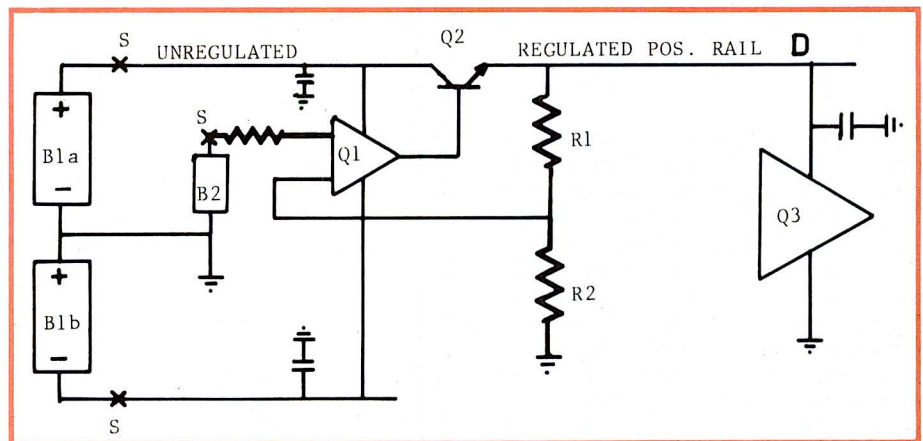 S
UNREGULATED
Q2
REGULATED POS. RAIL
D
+
B1a
-
S
Q1
B2
R1
Q3
+
B1b
-
R2
S